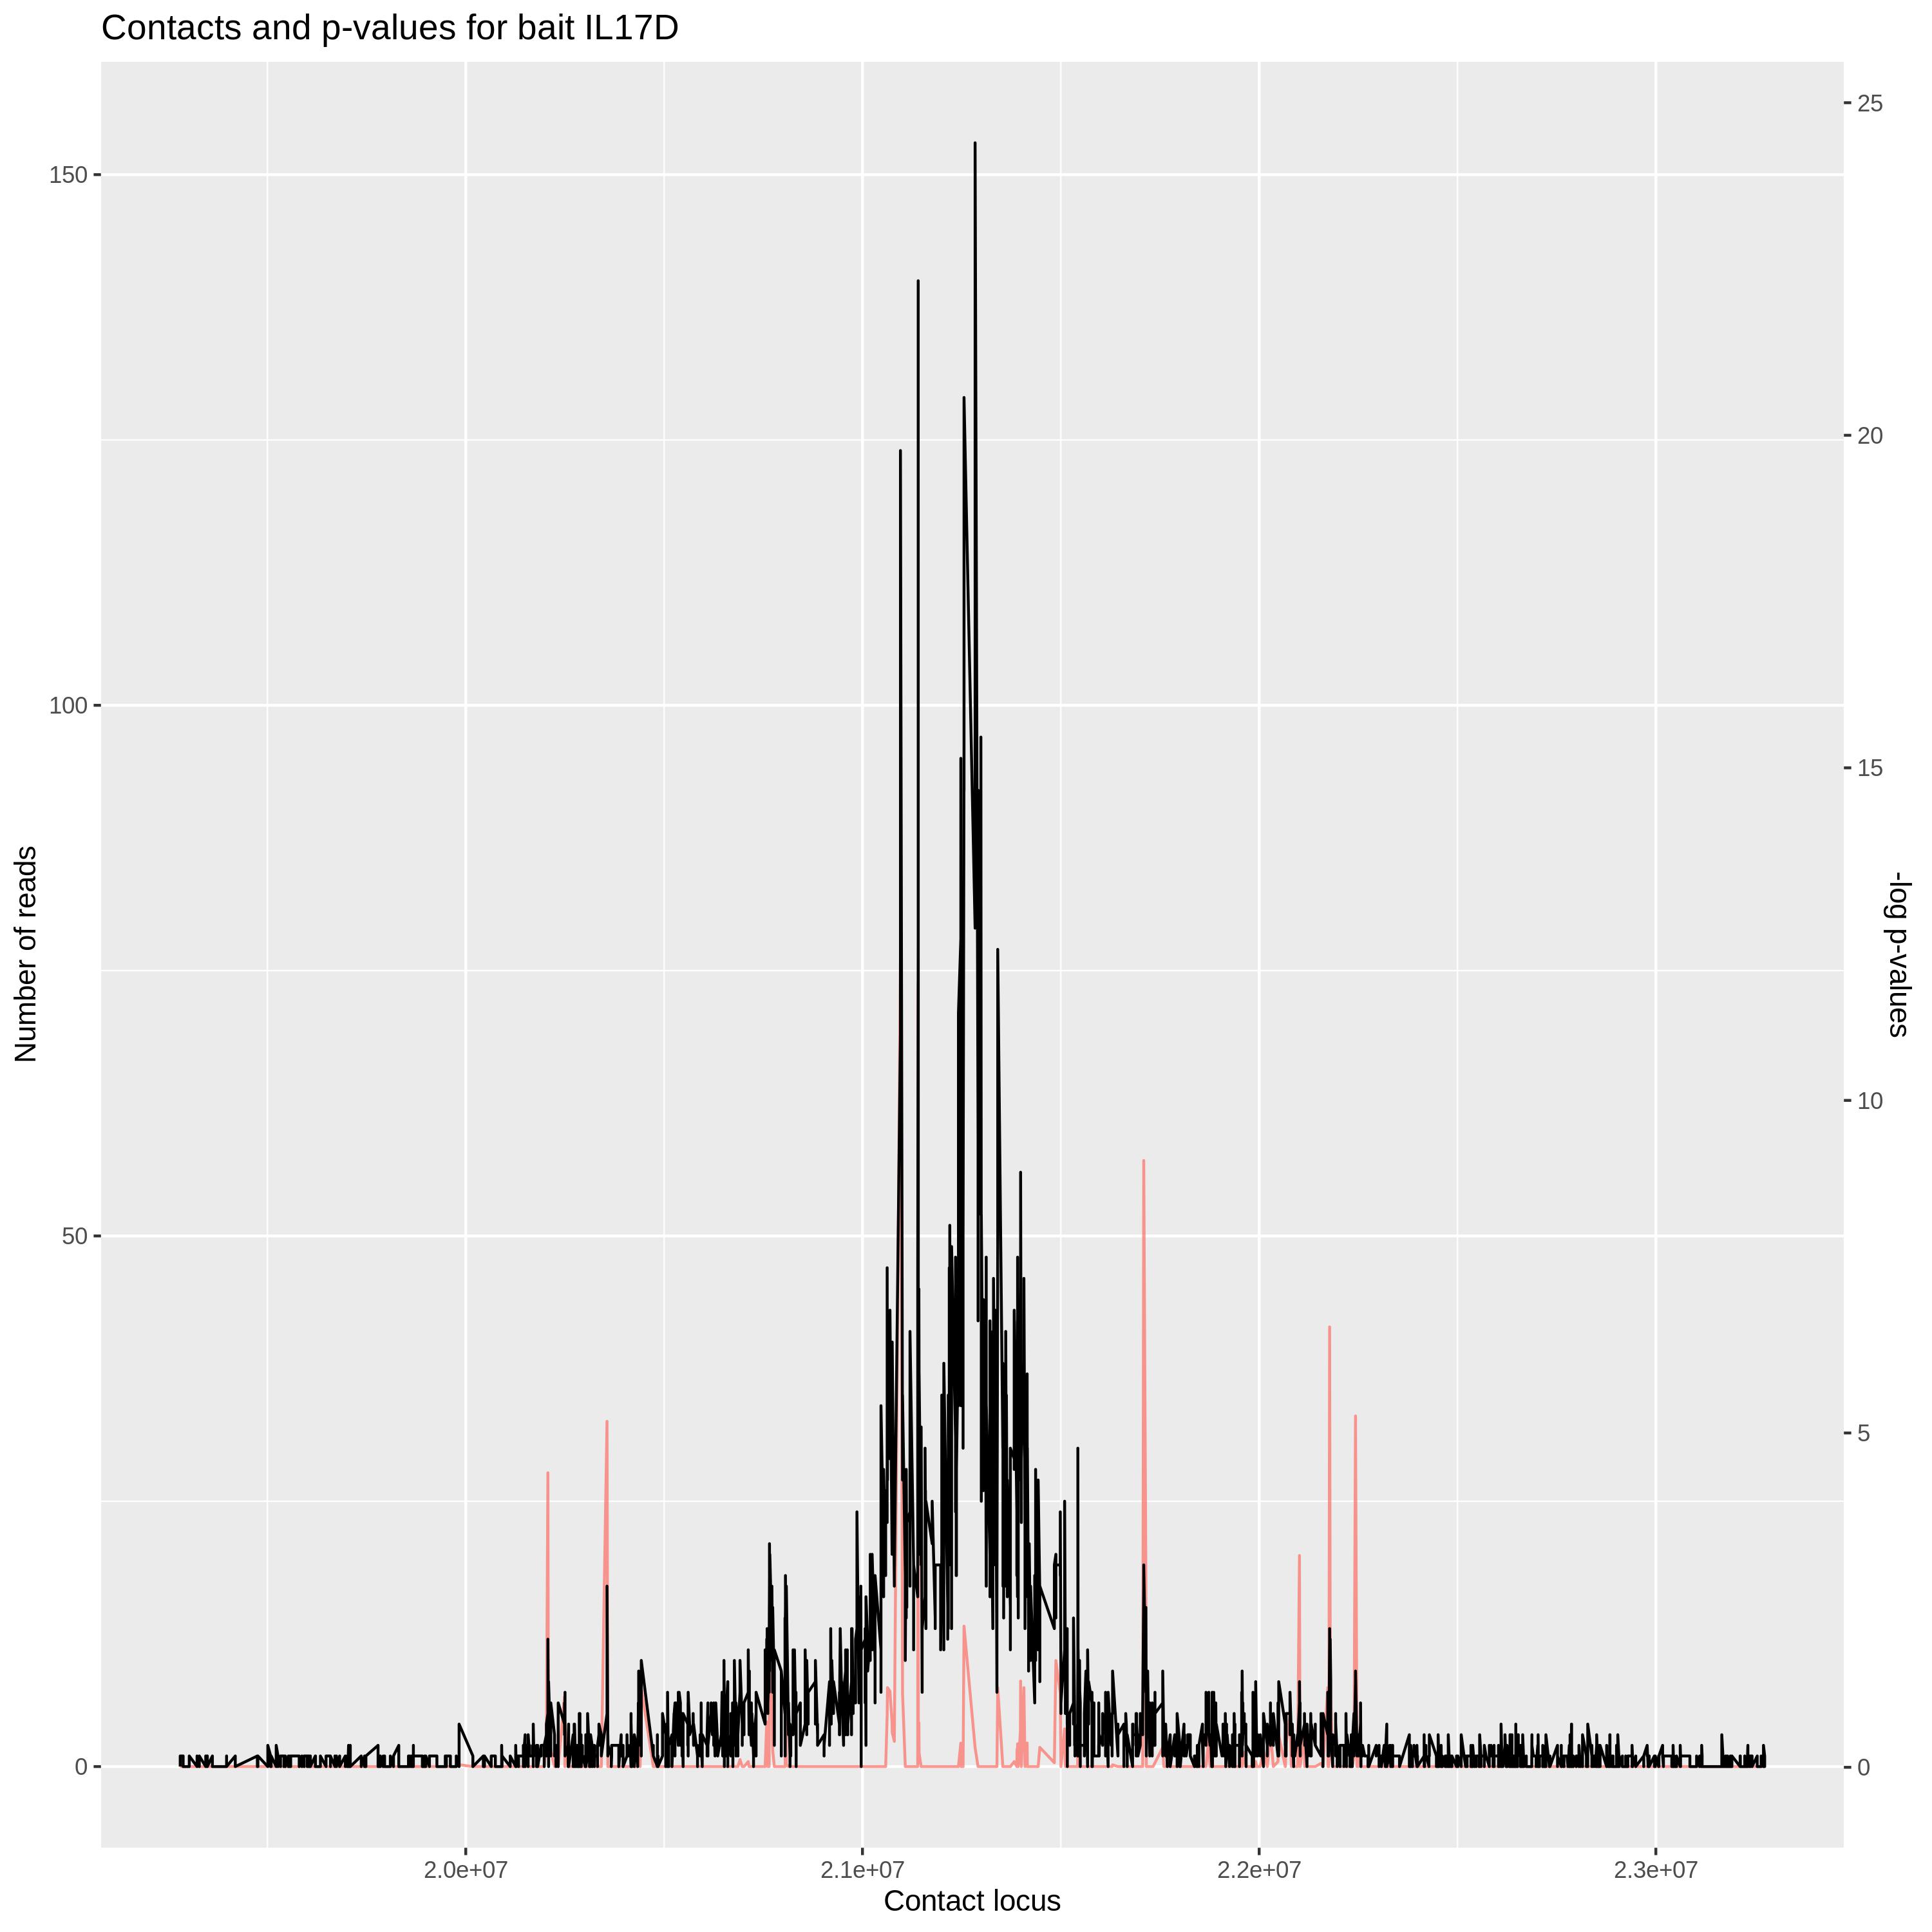 Contacts and p-values for bait IL17D
150
100
50
0
Number of reads
25
20
15
10
5
0
-log p-values
2.0e+07
2.1e+07
2.2e+07
2.3e+07
Contact locus